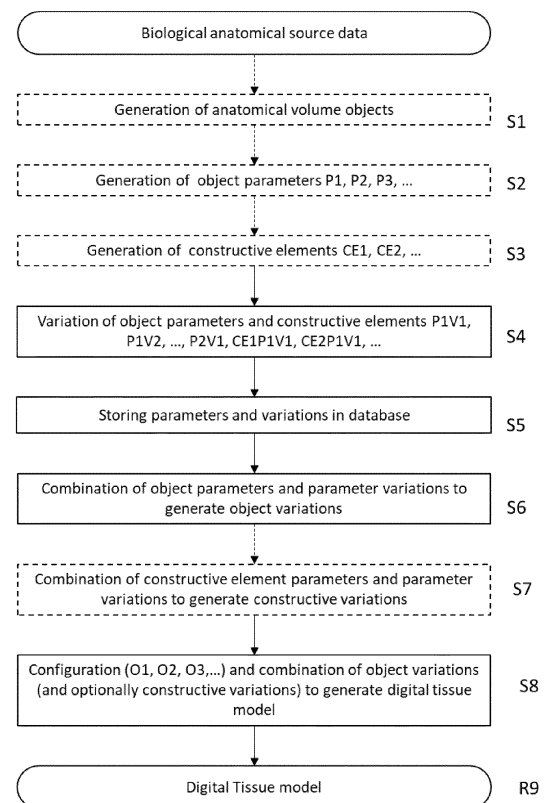 Biological anatomical source data
Generation of anatomical volume objects
S1
Generation of object parameters P1, P2, P3, ...
S2
Generation of constructive elements CE1, CE2, ...
S3
Variation of object parameters and constructive elements P1V1,
P1V2, ..., P2V1, CE1P1V1, CE2P1V1, ...
S4
Storing parameters and variations in database
S5
Combination of object parameters and parameter variations to
generate object variations
S6
Combination of constructive element parameters and parameter
variations to generate constructive variations
S7
Configuration (O1, O2, O3,...) and combination of object variations
(and optionally constructive variations) to generate digital tissue
model
S8
Digital Tissue model
R9